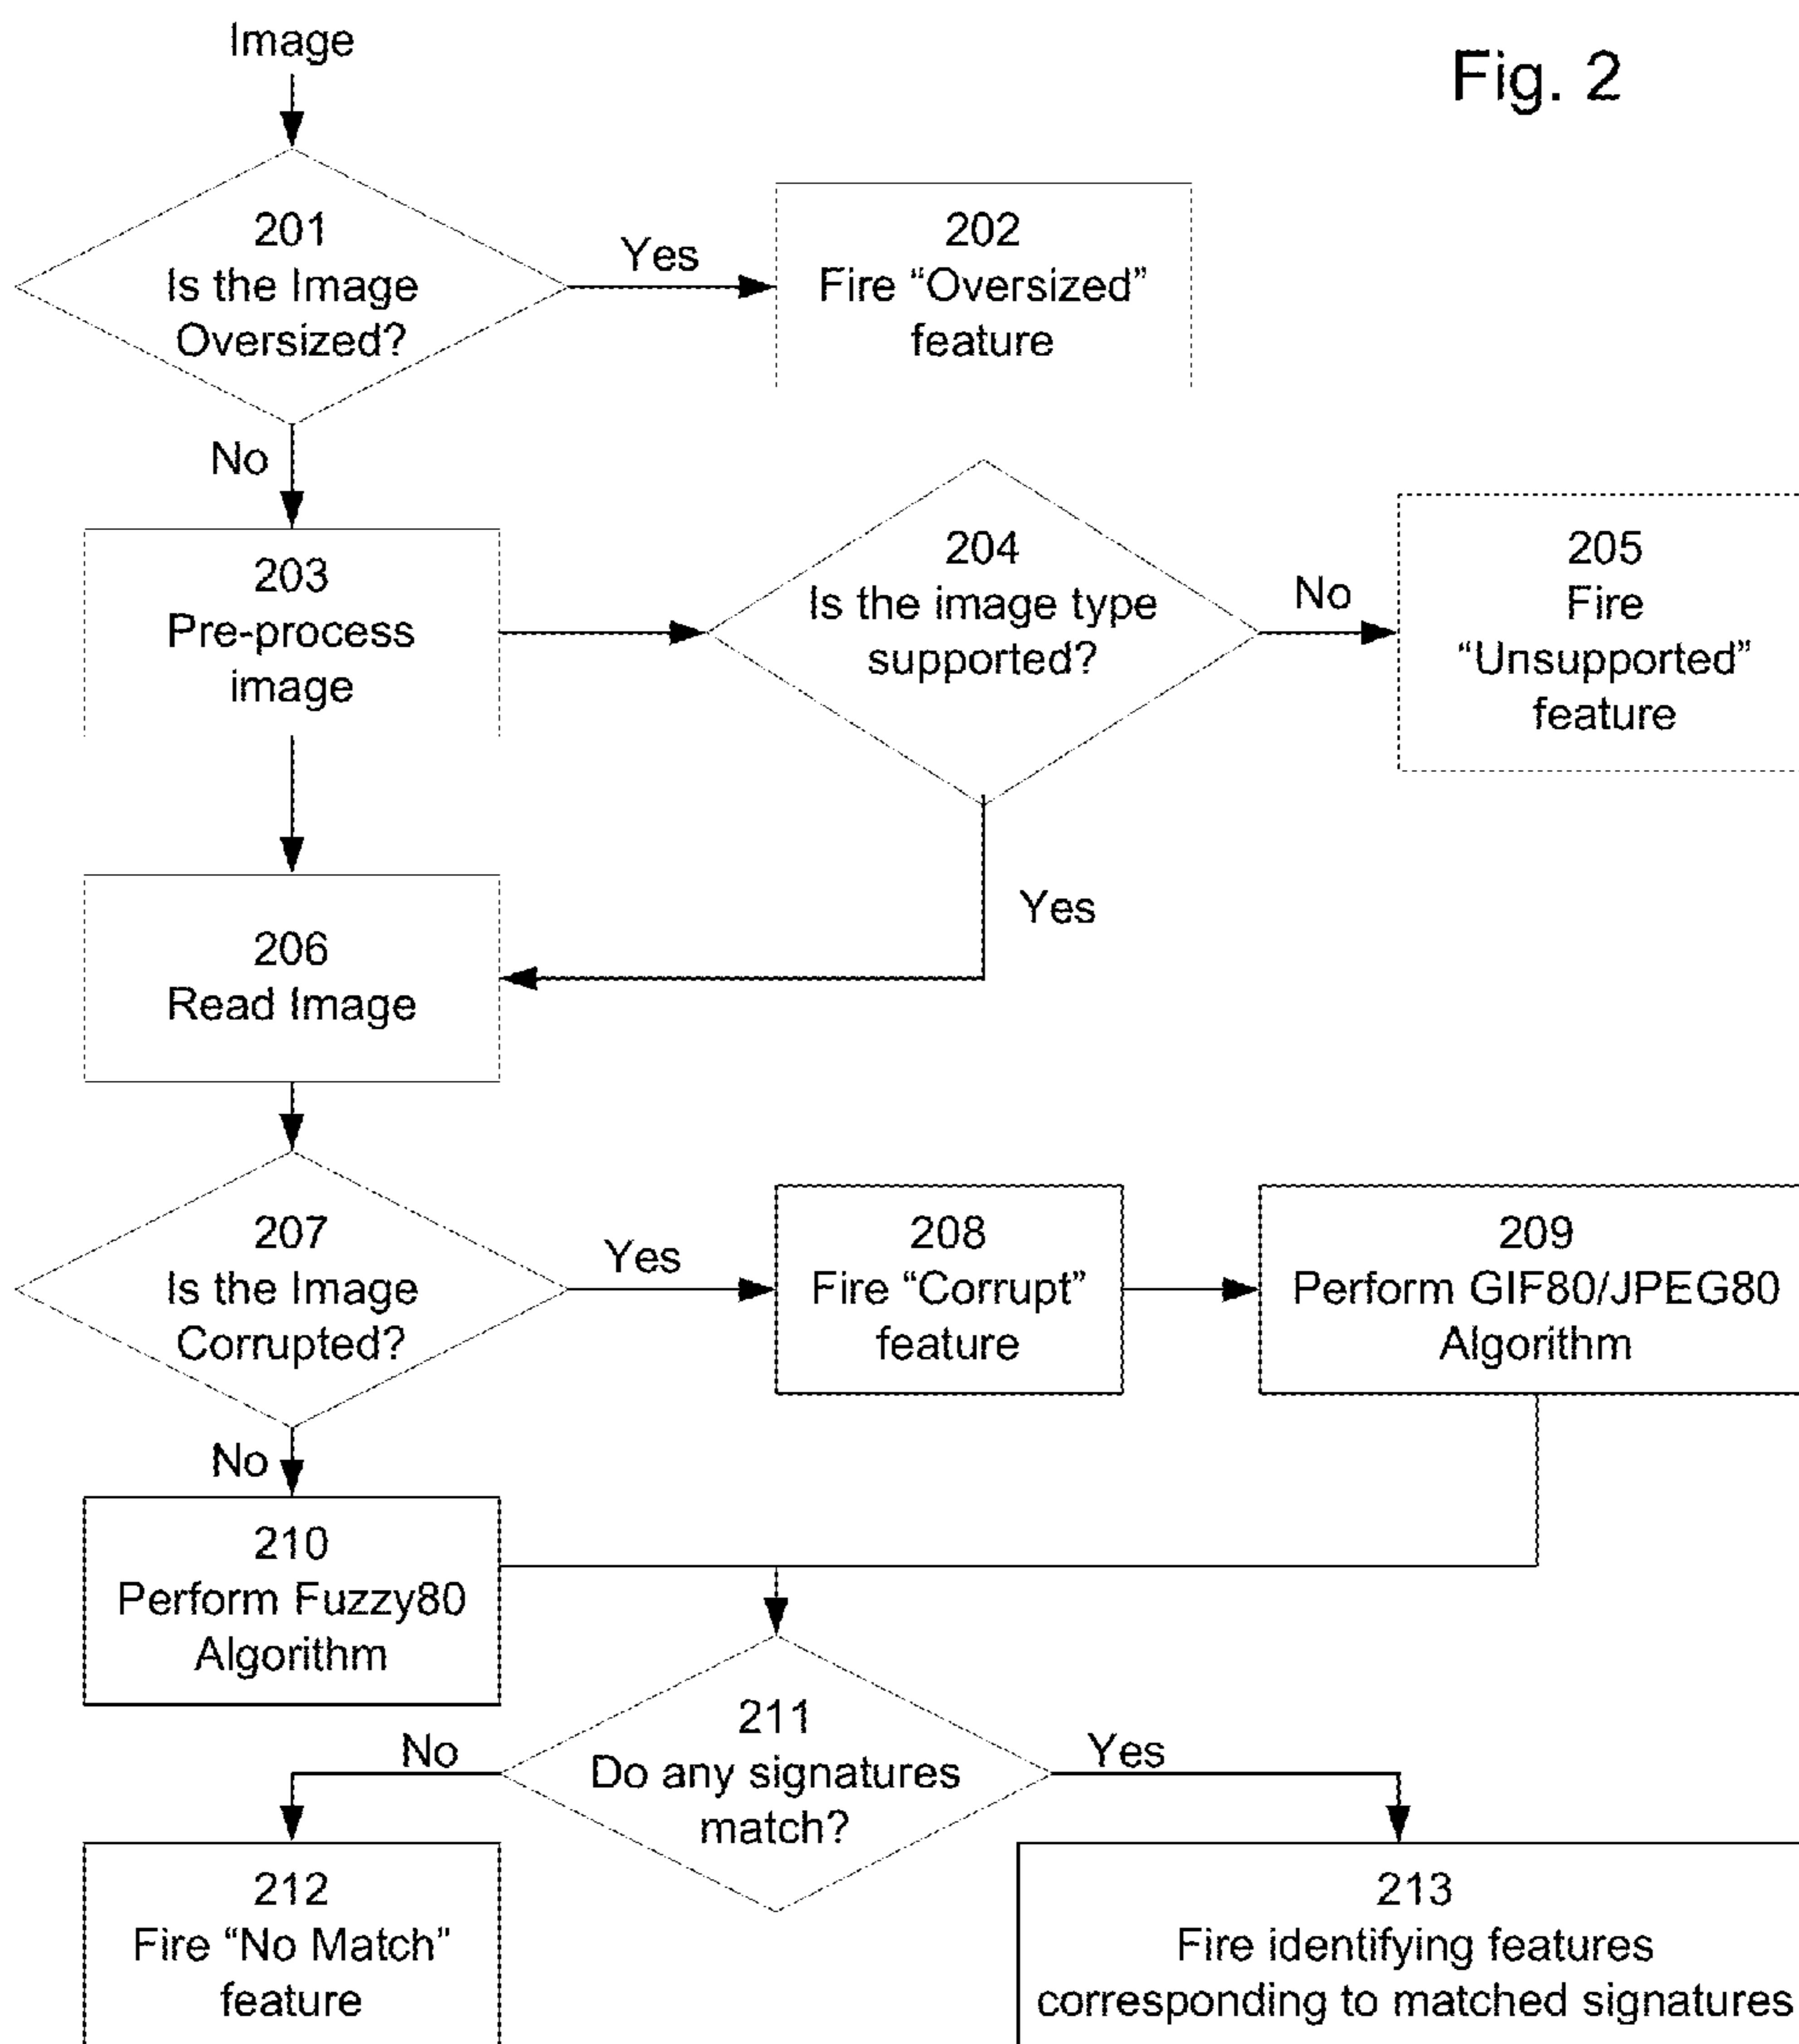 Image
Fig. 2
201
Is the Image
Oversized?
Yes
202
Fire “Oversized”
feature
No
203
Pre-process
image
204
Is the image type
supported?
No
205
Fire
“Unsupported”
feature
Yes
206
Read Image
207
Is the Image
Corrupted?
Yes
208
Fire “Corrupt”
feature
209
Perform GIF80/JPEG80
Algorithm
No
210
Perform Fuzzy80
Algorithm
211
Do any signatures
match?
No
Yes
212
Fire “No Match”
feature
213
Fire identifying features
corresponding to matched signatures